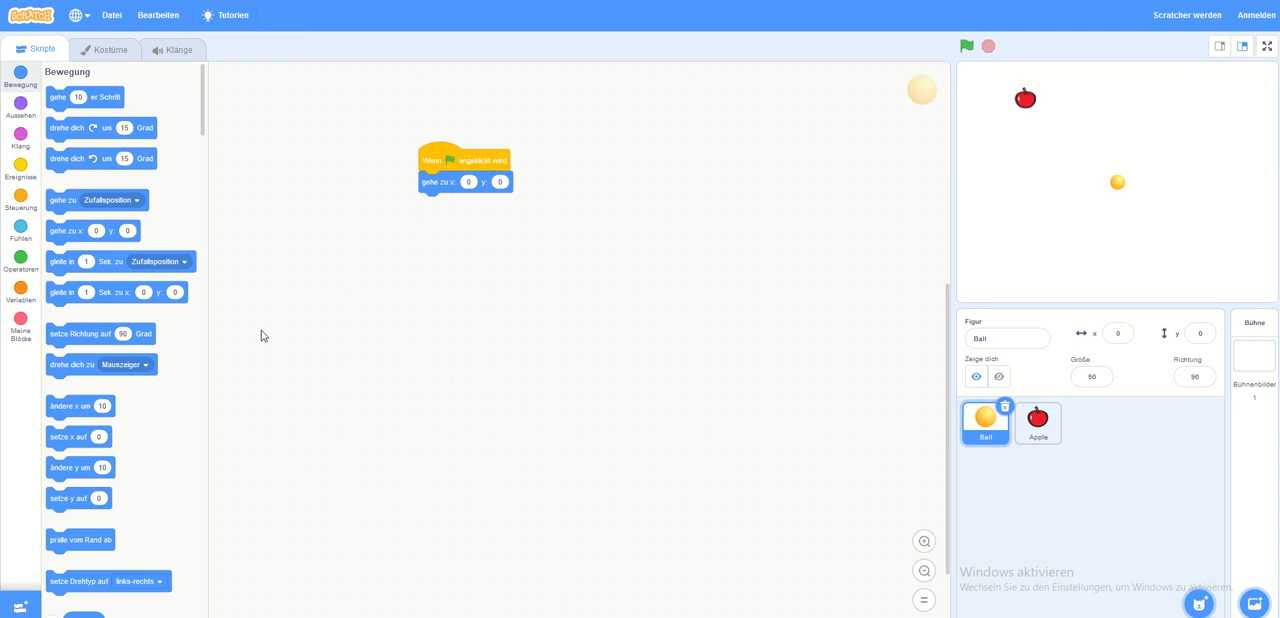 SCRATCH Datei Bearbeiten Tutorien Scratcher werden Anmelden
Skripte Kostüme Klänge
Bewegung
Aussehen
Klang
Ereignisse
Steuerung
Fühlen
Operatoren
Variablen
Meine
Blöcke
Bewegung
gehe 10 er Schritt
drehe dich um 15 Grad
drehe dich um 15 Grad
gehe zu Zufallsposition
gehe zu x: 0 y: 0
gleite in 1 Sek. zu Zufallsposition
gleite in 1 Sek. zu x: 0 y: 0
setze Richtung auf 90 Grad
drehe dich zu Mauszeiger
ändere x um 10
setze x auf 0
ändere y um 10
setze y auf 0
pralle vom Rand ab
setze Drehtyp auf links-rechts
Wenn angeklickt wird
gehe zu x: 0 y: 0
Figur
Ball x 0 y 0
Zeige dich Größe Richtung
50 90
Ball Apple
Bühne
Bühnenbilder
1
Windows aktivieren
Wechseln Sie zu den Einstellungen, um Windows zu aktivieren.